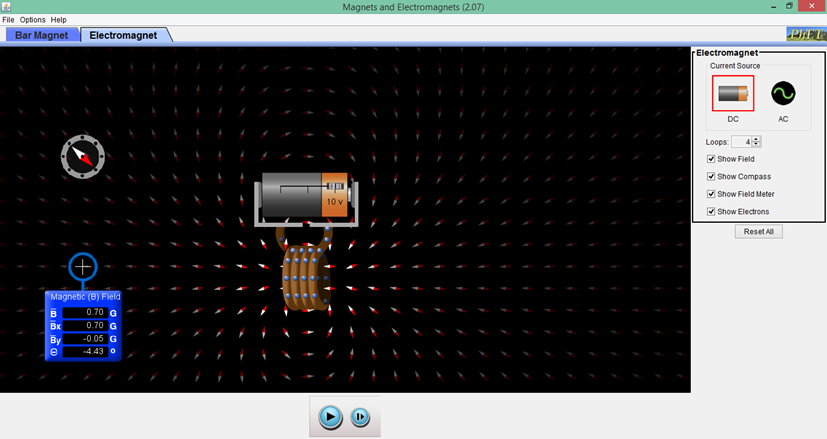 Magnets and Electromagnets (2.07)
File Options Help
Bar Magnet Electromagnet
PhET
Electromagnet
Current Source
DC AC
Loops: 4
Show Field
Show Compass
Show Field Meter
Show Electrons
Reset All
10 v
Magnetic (B) Field
B 0.70 G
Bx 0.70 G
By -0.05 G
Θ -4.43 o